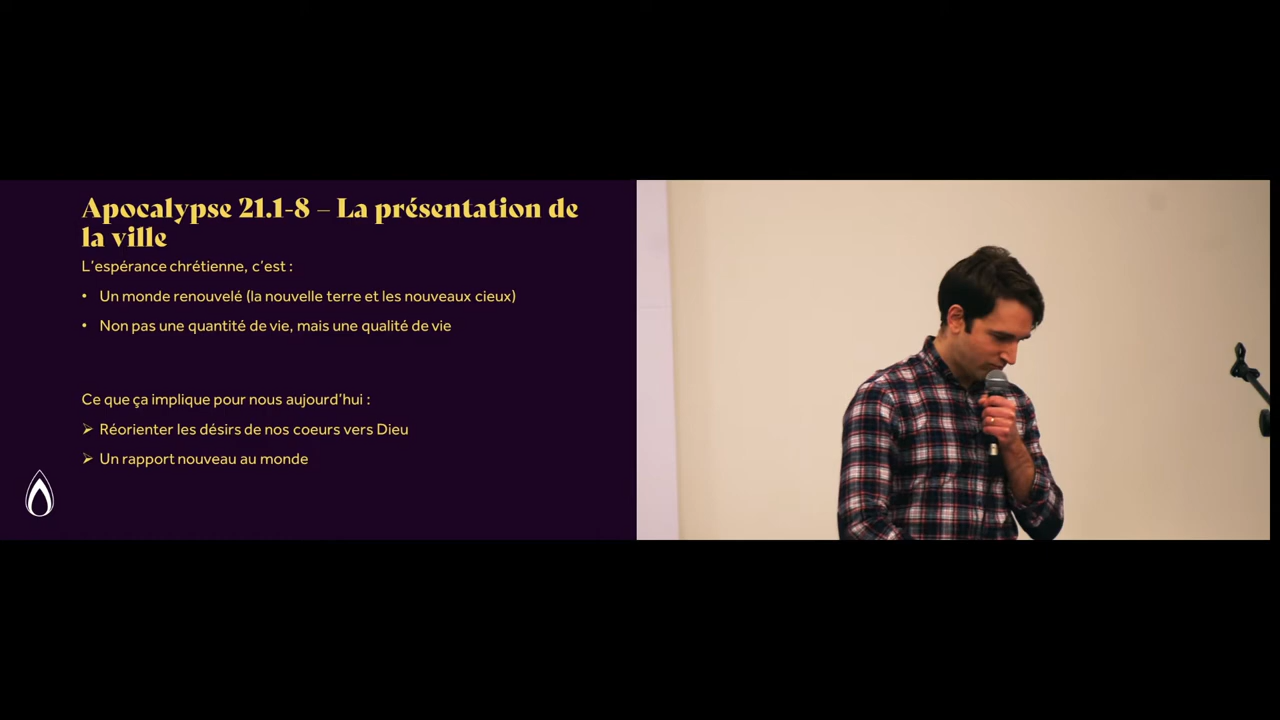 Apocalypse 21.1-8 – La présentation de
la ville
L’espérance chrétienne, c’est :
• Un monde renouvelé (la nouvelle terre et les nouveaux cieux)
• Non pas une quantité de vie, mais une qualité de vie
Ce que ça implique pour nous aujourd’hui :
➢ Réorienter les désirs de nos coeurs vers Dieu
➢ Un rapport nouveau au monde